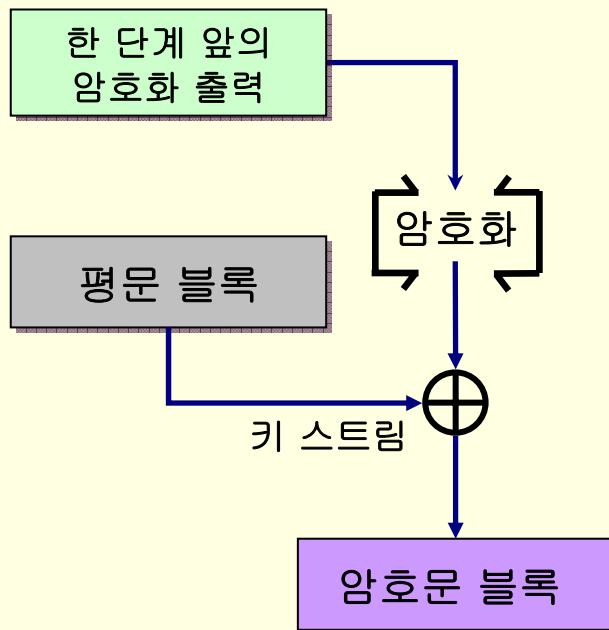 한 단계 앞의
암호화 출력
암호화
평문 블록
키 스트림
암호문 블록